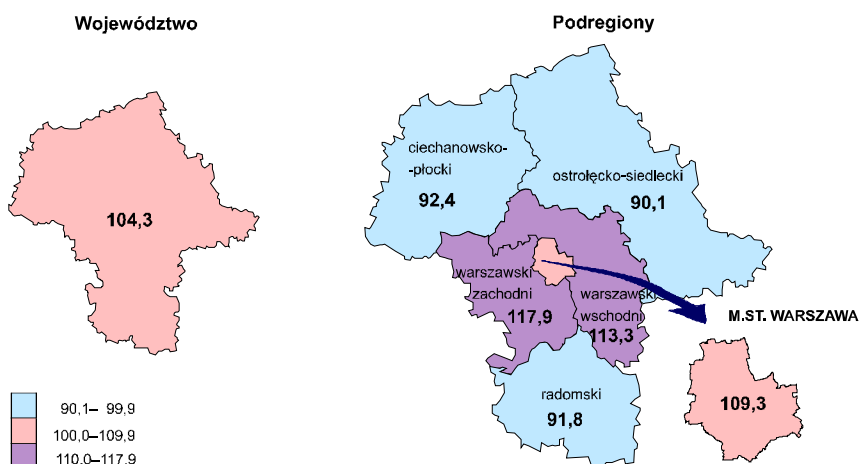 Województwo
Podregiony
104,3
ciechanowsko-
-płocki
92,4
ostrołęcko-siedlecki
90,1
warszawski
zachodni
117,9
warszawski
wschodni
113,3
M.ST. WARSZAWA
109,3
radomski
91,8
90,1– 99,9
100,0–109,9
110,0–117,9